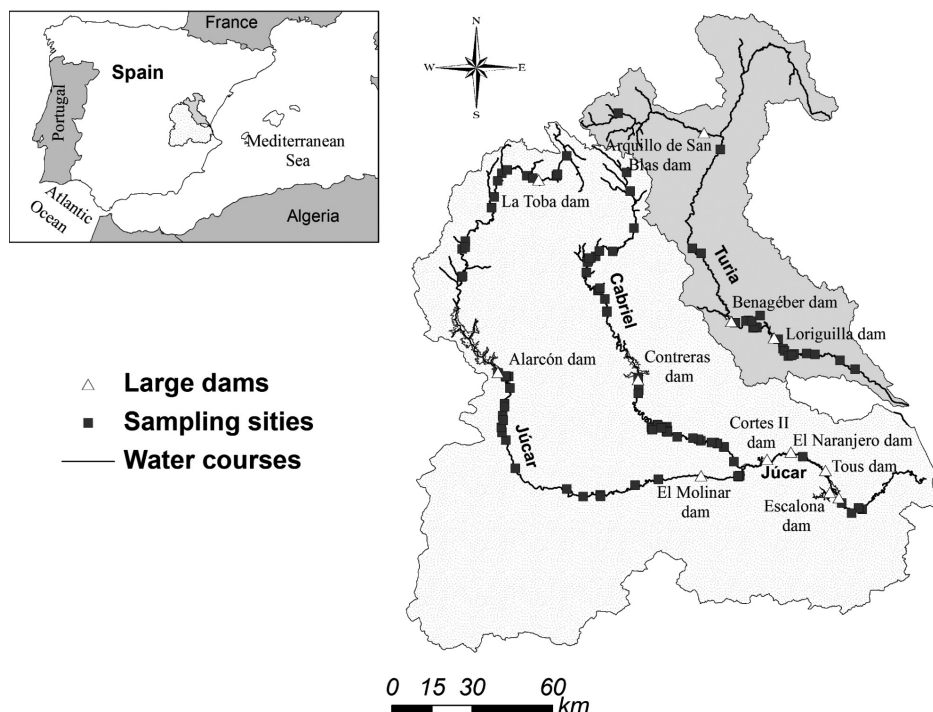 France
Spain
Portugal
Mediterranean
Sea
Atlantic
Ocean
Algeria
N
W
E
S
Arquillo de San
Blas dam
La Toba dam
Turia
Cabriel
Benagéber dam
Loriguilla dam
Alarcón dam
Contreras
dam
Large dams
Sampling sities
Water courses
Júcar
Cortes II
dam
El Naranjero dam
Júcar
Tous dam
El Molinar
dam
Escalona
dam
0 15 30 60
km